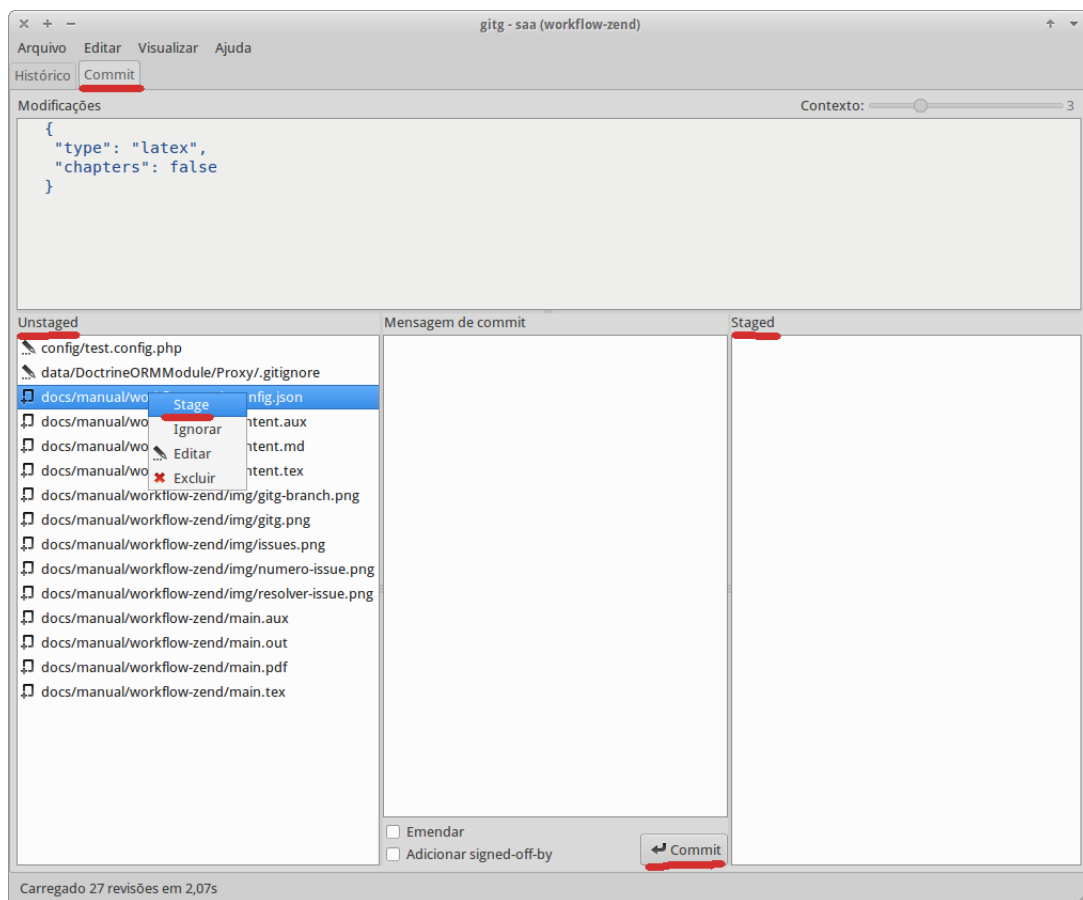 gitg - saa (workflow-zend)
Arquivo Editar Visualizar Ajuda
Histórico Commit
Modificações Contexto: 3
{
"type": "latex",
"chapters": false
}
Unstaged Mensagem de commit Staged
config/test.config.php
data/DoctrineORMModule/Proxy/.gitignore
docs/manual/wo nfig.json
Stage
docs/manual/wo ntent.aux
Ignorar
docs/manual/wo ntent.md
Editar
docs/manual/wo ntent.tex
Excluir
docs/manual/workflow-zend/img/gitg-branch.png
docs/manual/workflow-zend/img/gitg.png
docs/manual/workflow-zend/img/issues.png
docs/manual/workflow-zend/img/numero-issue.png
docs/manual/workflow-zend/img/resolver-issue.png
docs/manual/workflow-zend/main.aux
docs/manual/workflow-zend/main.out
docs/manual/workflow-zend/main.pdf
docs/manual/workflow-zend/main.tex
Emendar
Adicionar signed-off-by
Commit
Carregado 27 revisões em 2,07s